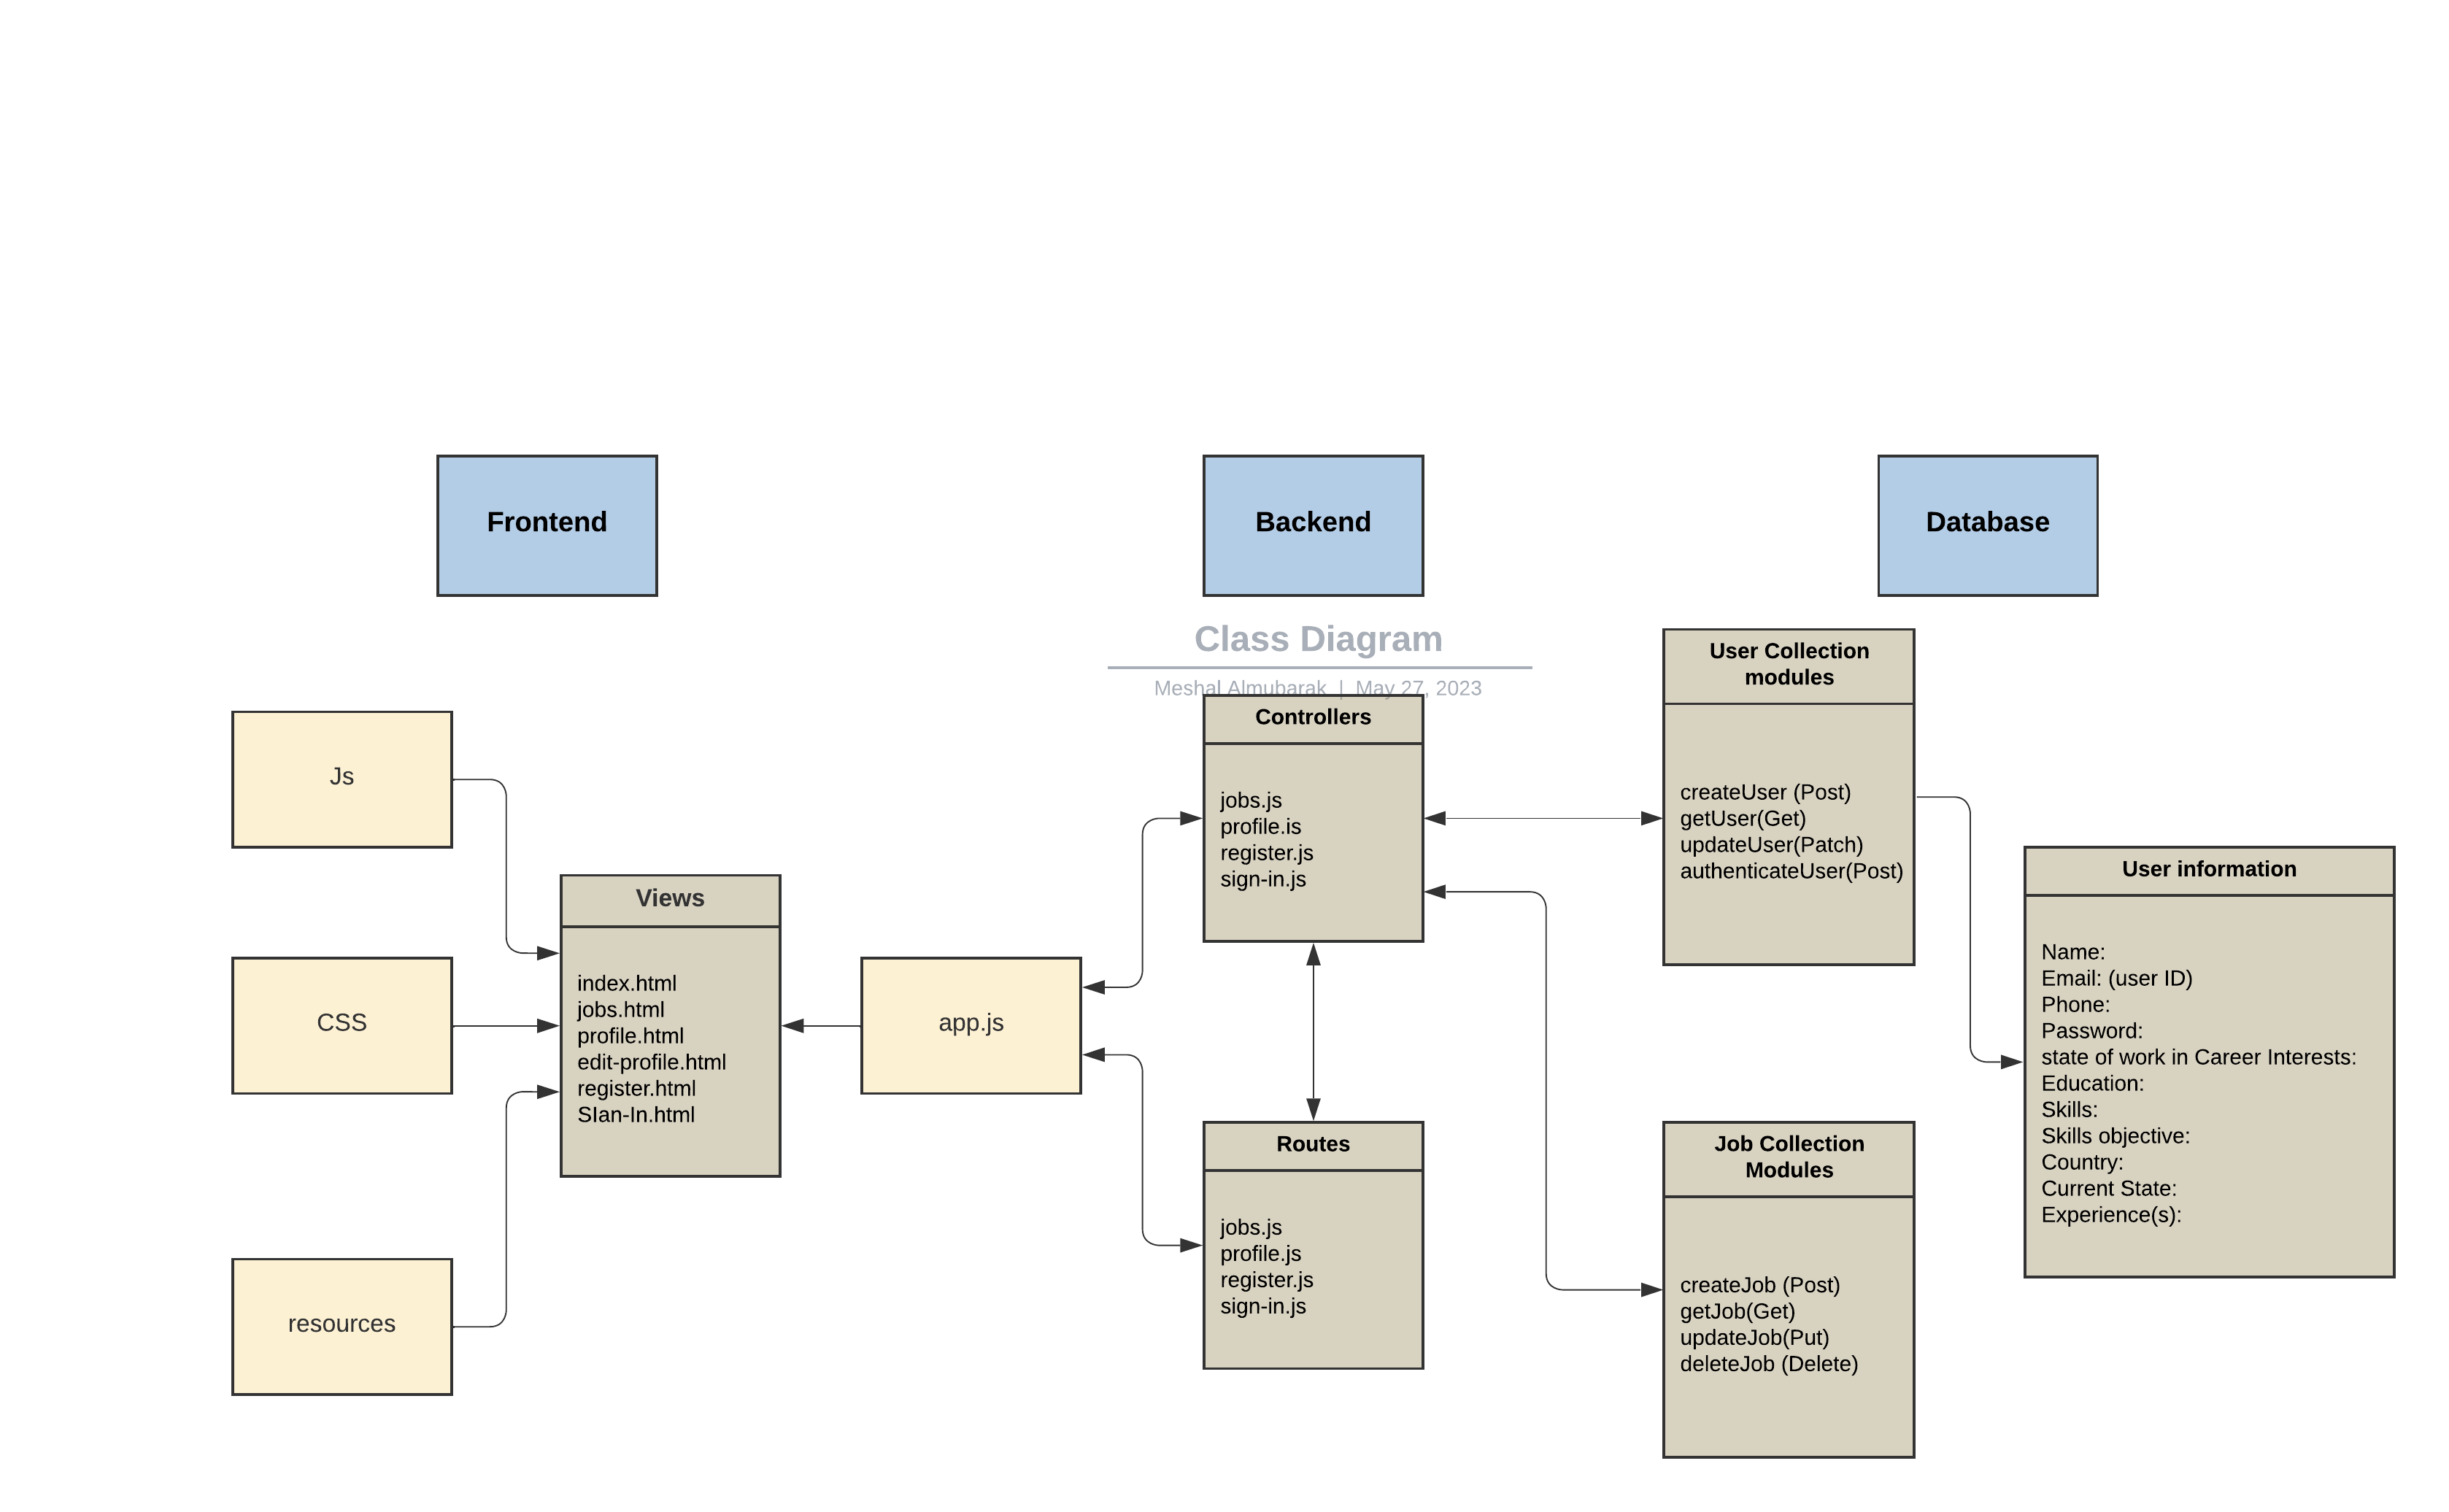 Frontend
Backend
Database
Class Diagram
Meshal Almubarak | May 27, 2023
Js
CSS
resources
Views
index.html
jobs.html
profile.html
edit-profile.html
register.html
SIan-In.html
app.js
Controllers
jobs.js
profile.is
register.js
sign-in.js
Routes
jobs.js
profile.js
register.js
sign-in.js
User Collection
modules
createUser (Post)
getUser(Get)
updateUser(Patch)
authenticateUser(Post)
Job Collection
Modules
createJob (Post)
getJob(Get)
updateJob(Put)
deleteJob (Delete)
User information
Name:
Email: (user ID)
Phone:
Password:
state of work in Career Interests:
Education:
Skills:
Skills objective:
Country:
Current State:
Experience(s):